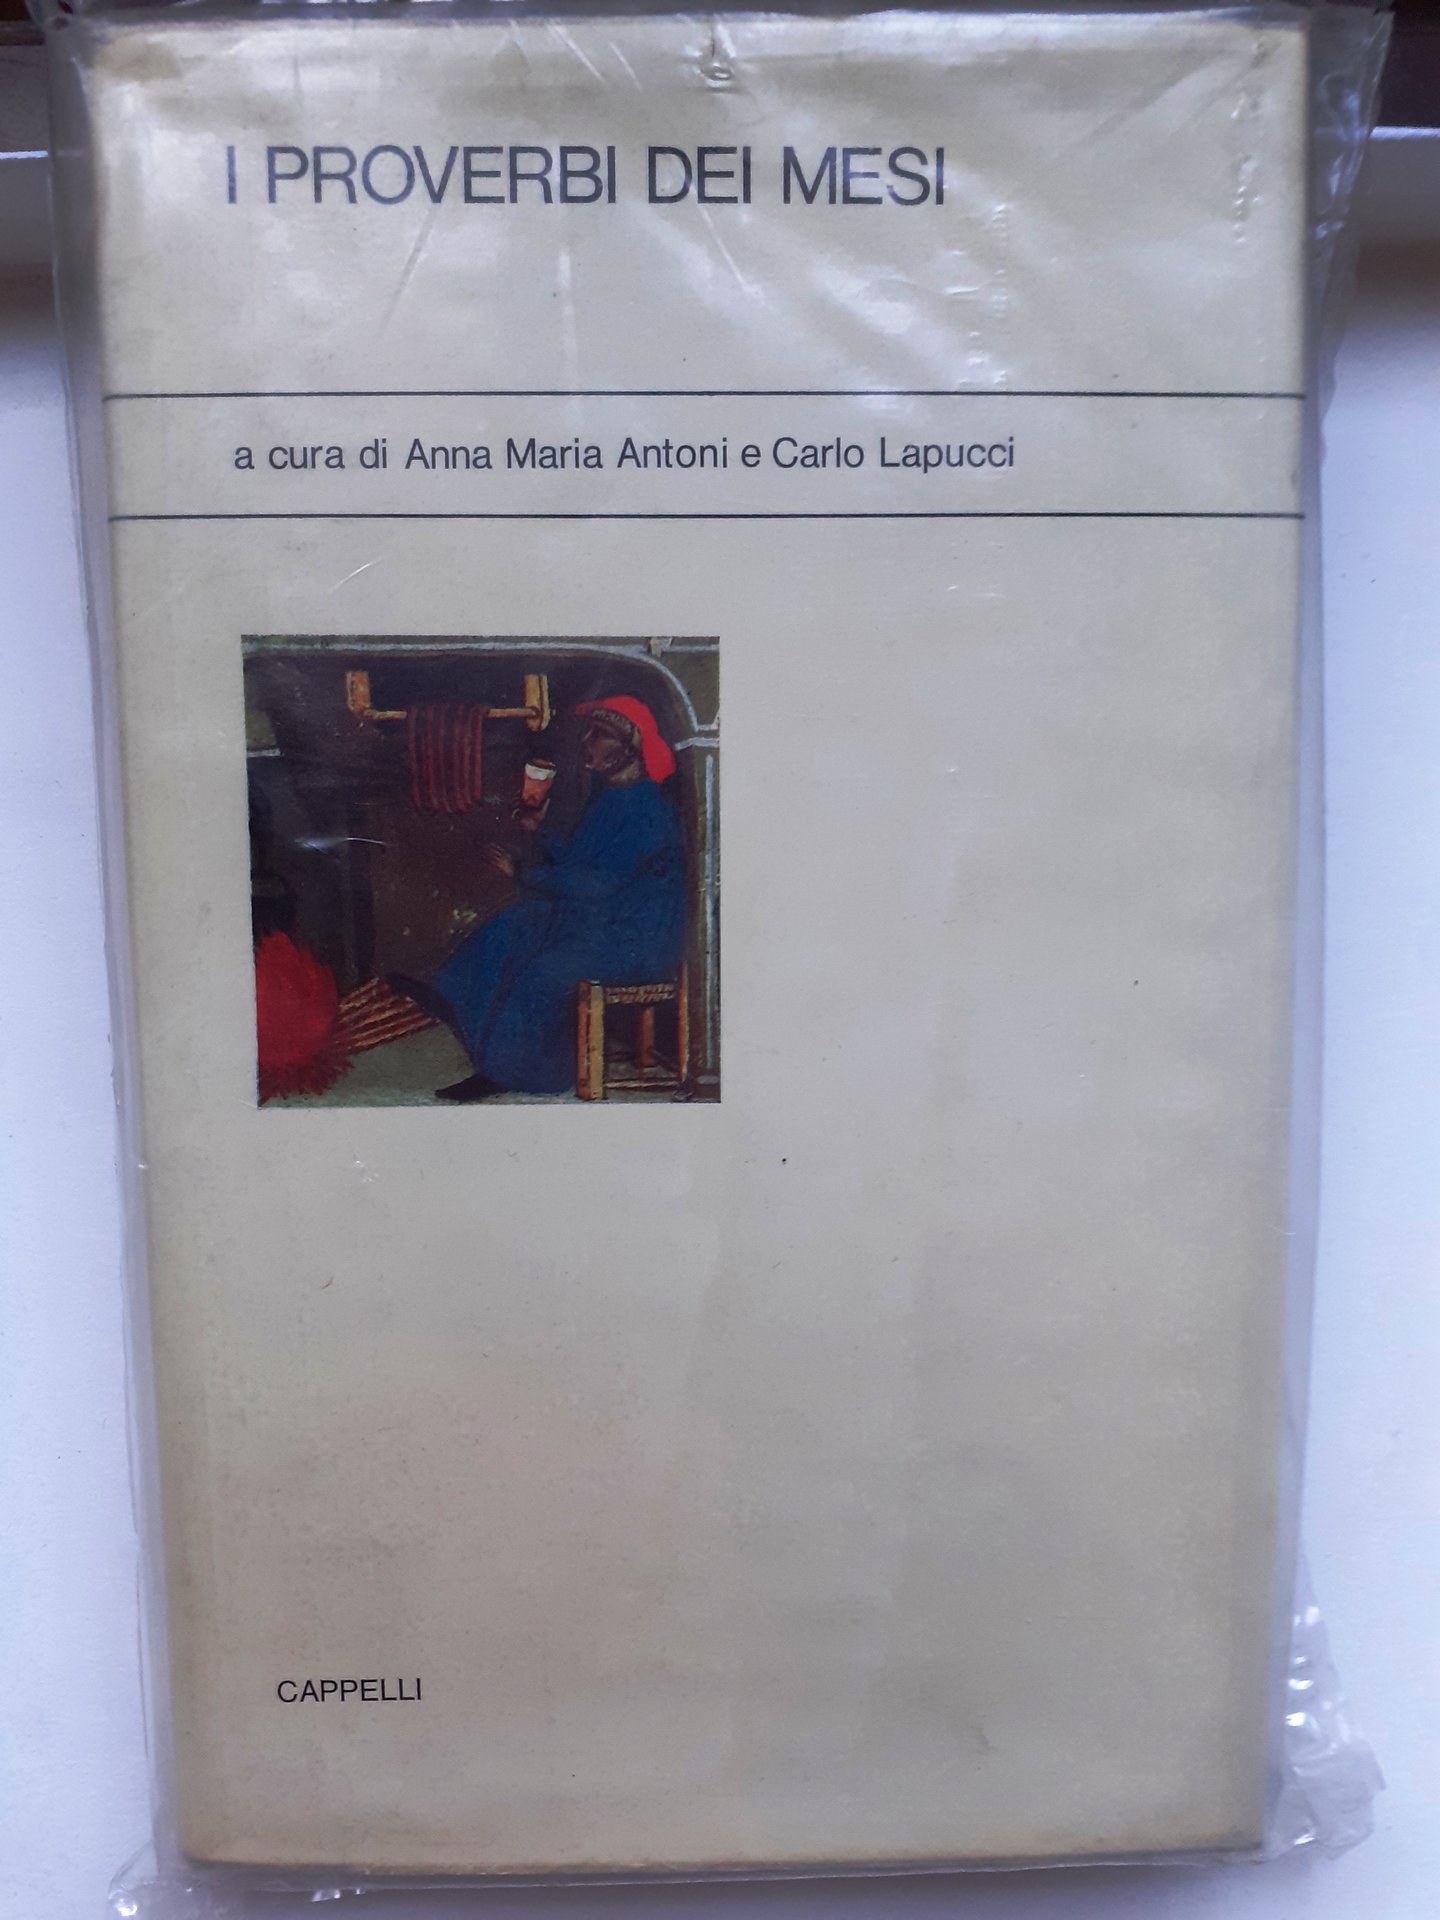 I PROVERBI DEI MESI
a cura di Anna Maria Antoni e Carlo Lapucci
CAPPELLI